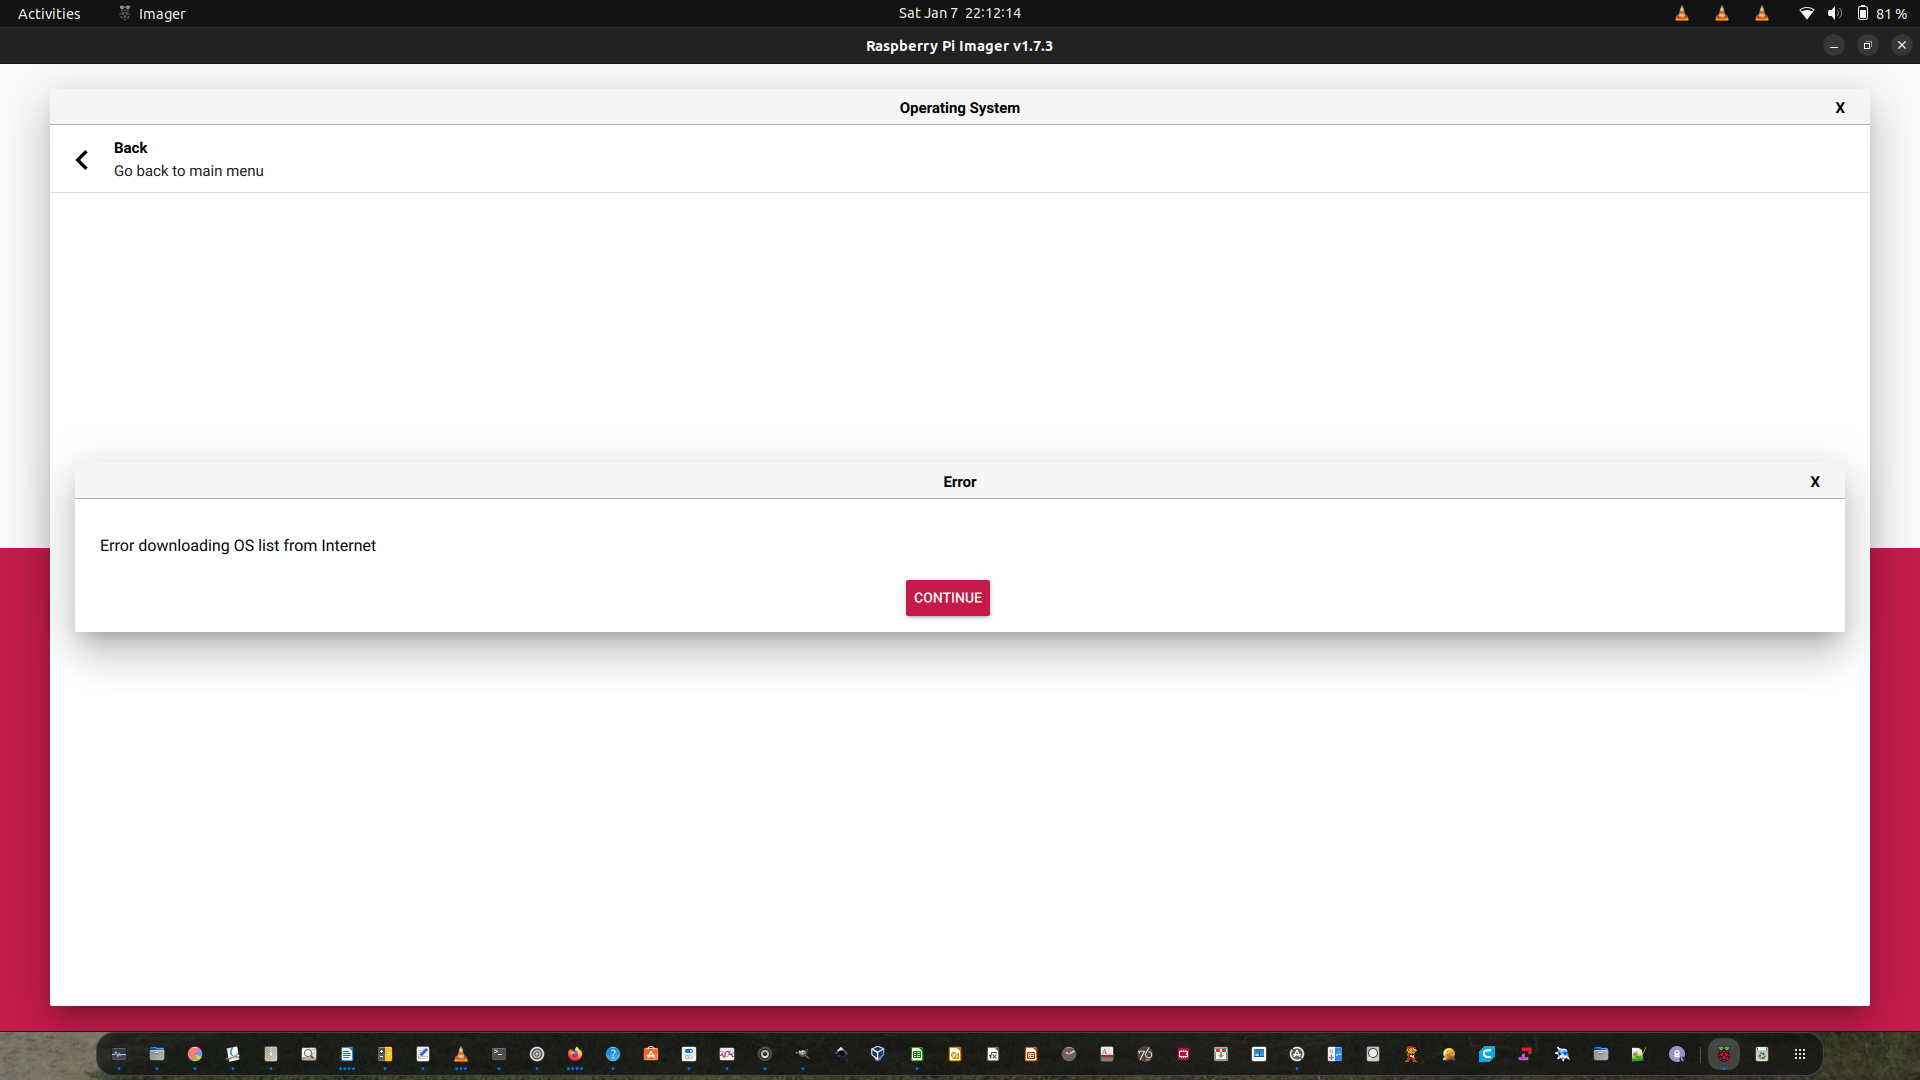 Activities
Imager
Sat Jan 7 22:12:14
81 %
Raspberry Pi Imager v1.7.3
Operating System
X
Back
Go back to main menu
Error
X
Error downloading OS list from Internet
CONTINUE